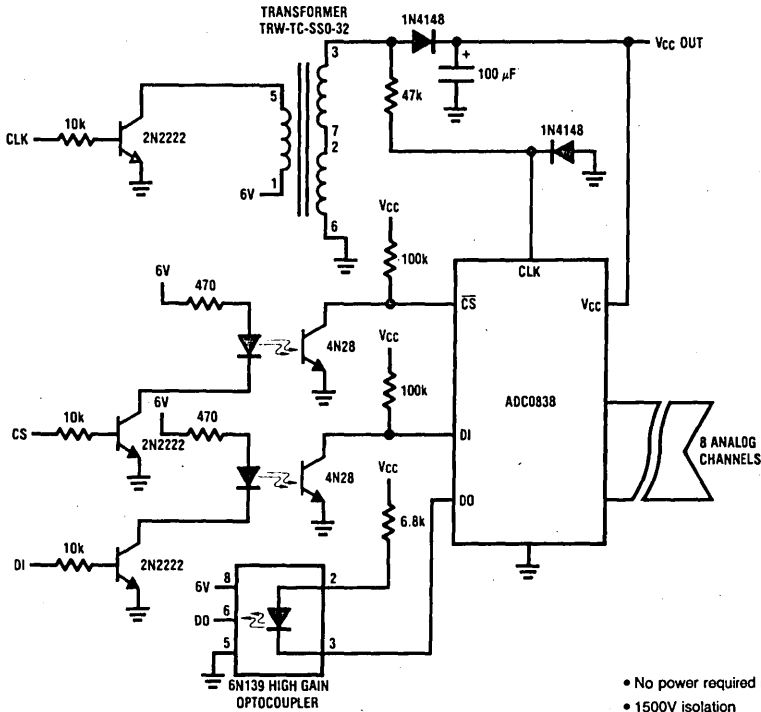 TRANSFORMER
TRW-TC-SSO-32
1N4148
3
VCC OUT
+
100 μF
5
47k
10k
CLK
2N2222
7
2
1N4148
1
6V
6
VCC
6V
470
100k
CLK
CS
VCC
4N28
VCC
100k
ADC0838
10k
CS
6V
470
2N2222
DI
8 ANALOG
CHANNELS
4N28
VCC
DO
6.8k
10k
DI
2N2222
6V
8
2
DO
6
5
3
6N139 HIGH GAIN
OPTOCOUPLER
• No power required
• 1500V isolation